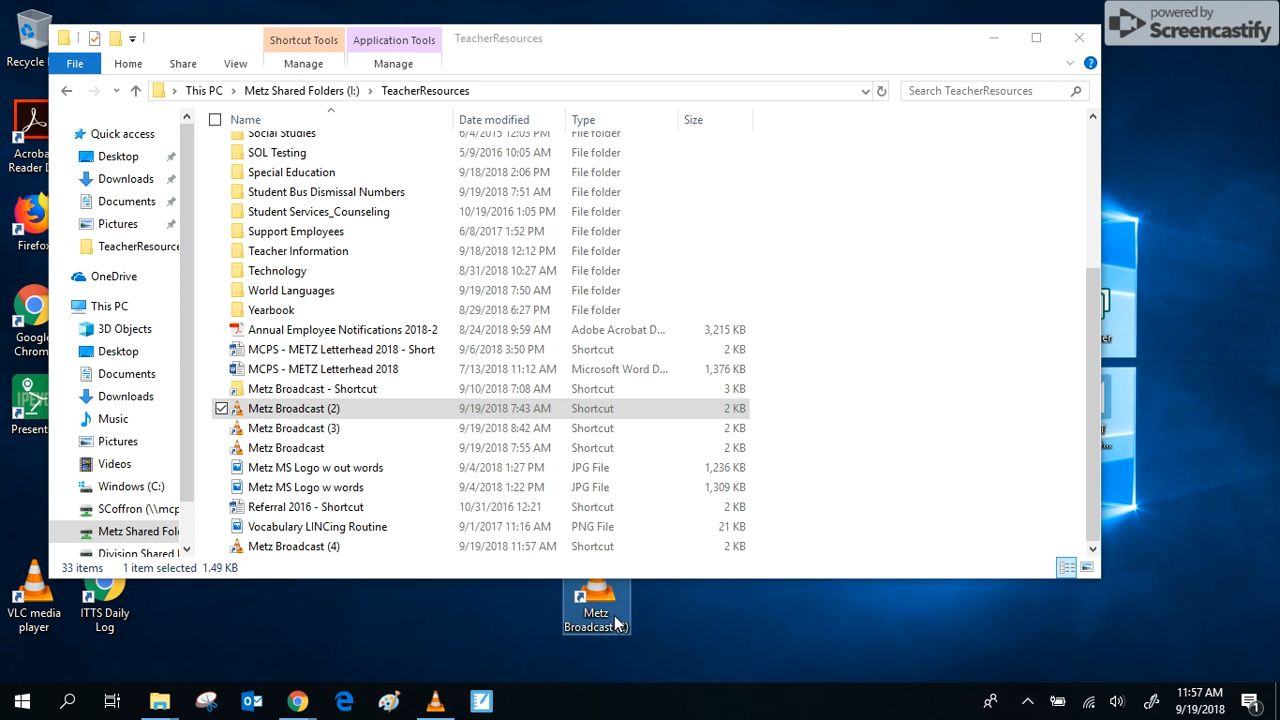 powered by
Screencastify
Recycle
Shortcut Tools Application Tools TeacherResources
File Home Share View Manage Manage
This PC Metz Shared Folders (I:) TeacherResources Search TeacherResources
Name Date modified Type Size
Quick access
Desktop
Downloads
Documents
Pictures
TeacherResource
OneDrive
This PC
3D Objects
Desktop
Documents
Downloads
Music
Pictures
Videos
Windows (C:)
SCoffron (\\mcp
Metz Shared Fol
Division Shared
Social Studies 6/4/2015 12:03 PM File folder
SOL Testing 5/9/2016 10:05 AM File folder
Special Education 9/18/2018 2:06 PM File folder
Student Bus Dismissal Numbers 9/19/2018 7:51 AM File folder
Student Services_Counseling 10/19/2016 1:05 PM File folder
Support Employees 6/8/2017 1:52 PM File folder
Teacher Information 9/18/2018 12:12 PM File folder
Technology 8/31/2018 10:27 AM File folder
World Languages 9/19/2018 7:50 AM File folder
Yearbook 8/29/2018 6:27 PM File folder
Annual Employee Notifications 2018-2 8/24/2018 9:59 AM Adobe Acrobat D... 3,215 KB
MCPS - METZ Letterhead 2018 - Short 9/6/2018 3:50 PM Shortcut 2 KB
MCPS - METZ Letterhead 2018 7/13/2018 11:12 AM Microsoft Word D... 1,376 KB
Metz Broadcast - Shortcut 9/10/2018 7:08 AM Shortcut 3 KB
Metz Broadcast (2) 9/19/2018 7:43 AM Shortcut 2 KB
Metz Broadcast (3) 9/19/2018 8:42 AM Shortcut 2 KB
Metz Broadcast 9/19/2018 7:55 AM Shortcut 2 KB
Metz MS Logo w out words 9/4/2018 1:27 PM JPG File 1,236 KB
Metz MS Logo w words 9/4/2018 1:22 PM JPG File 1,309 KB
Referral 2016 - Shortcut 10/31/2016 12:21 Shortcut 2 KB
Vocabulary LINCing Routine 9/1/2017 11:16 AM PNG File 21 KB
Metz Broadcast (4) 9/19/2018 11:57 AM Shortcut 2 KB
33 items 1 item selected 1.49 KB
Acroba
Reader D
Firefo
Google
Chrom
Present
VLC media
player
ITTS Daily
Log
Metz
Broadcast
11:57 AM
9/19/2018